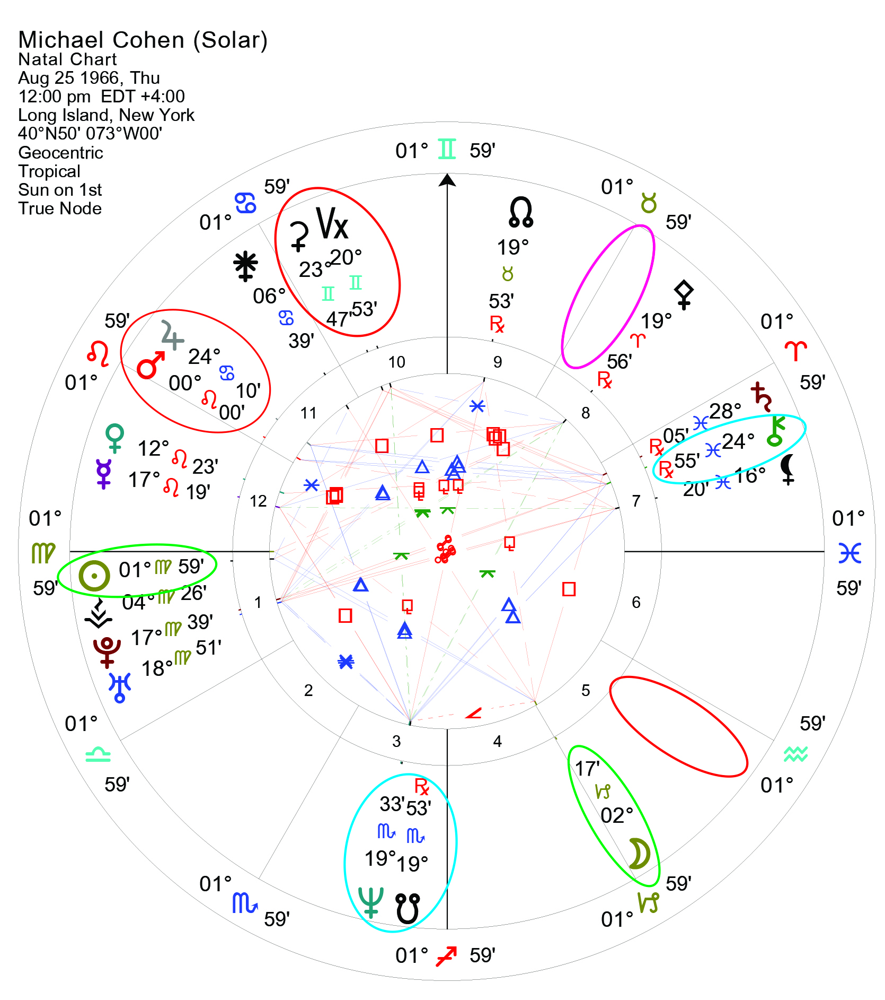 Michael Cohen (Solar)
Natal Chart
Aug 25 1966, Thu
12:00 pm EDT +4:00
Long Island, New York
40°N50' 073°W00'
Geocentric
Tropical
Sun on 1st
True Node
01° ♊ 59'
01° ♉ 59'
01° ♈ 59'
01° ♓ 59'
59' ♒ 01°
59' ♑ 01°
01° ♐ 59'
01° ♏ 59'
01° ♎ 59'
01° ♍ 59'
59' ♌ 01°
59' ♋ 01°
⚳ 23° ♊ 47'
Vx 20° ♊ 53'
☊ 19° ♉ 53' ℞
⚴ 19° ♈ 56' ℞
♄ 28° ♓ 05' ℞
⚷ 24° ♓ 55' ℞
⚸ 16° ♓ 20'
⚵ 06° ♋ 39'
♃ 24° ♋ 10'
♂ 00° ♌ 00'
♀ 12° ♌ 23'
☿ 17° ♌ 19'
☉ 01° ♍ 59'
⚶ 04° ♍ 26'
♇ 17° ♍ 39'
♅ 18° ♍ 51'
♆ 19° ♏ 33'
☋ 19° ♏ 53' ℞
☽ 02° ♑ 17'
10
9
11
8
12
7
1
6
2
5
3
4